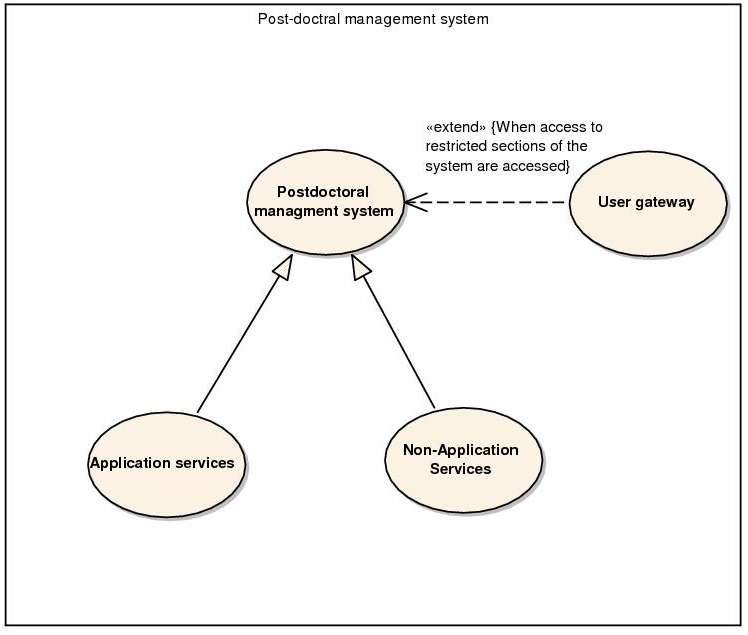 Post-doctral management system
«extend» {When access to
restricted sections of the
system are accessed}
Postdoctoral
managment system
User gateway
Application services
Non-Application
Services